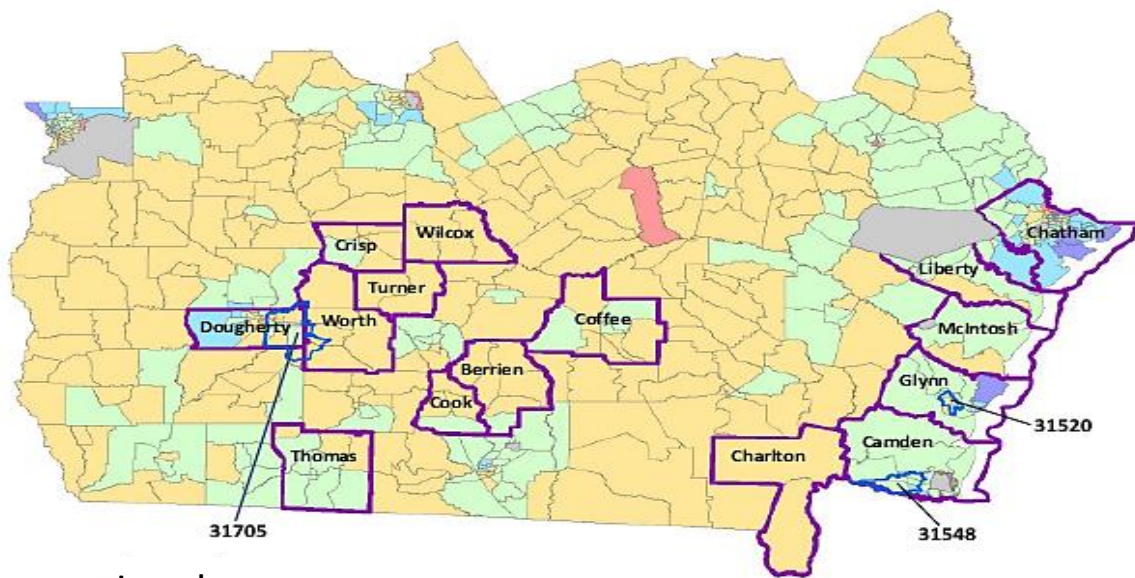 Chatham
Wilcox
Crisp
Liberty
Turner
Coffee
Dougherty
Worth
McIntosh
Berrien
Glynn
Cook
31520
Camden
Thomas
Charlton
31705
31548